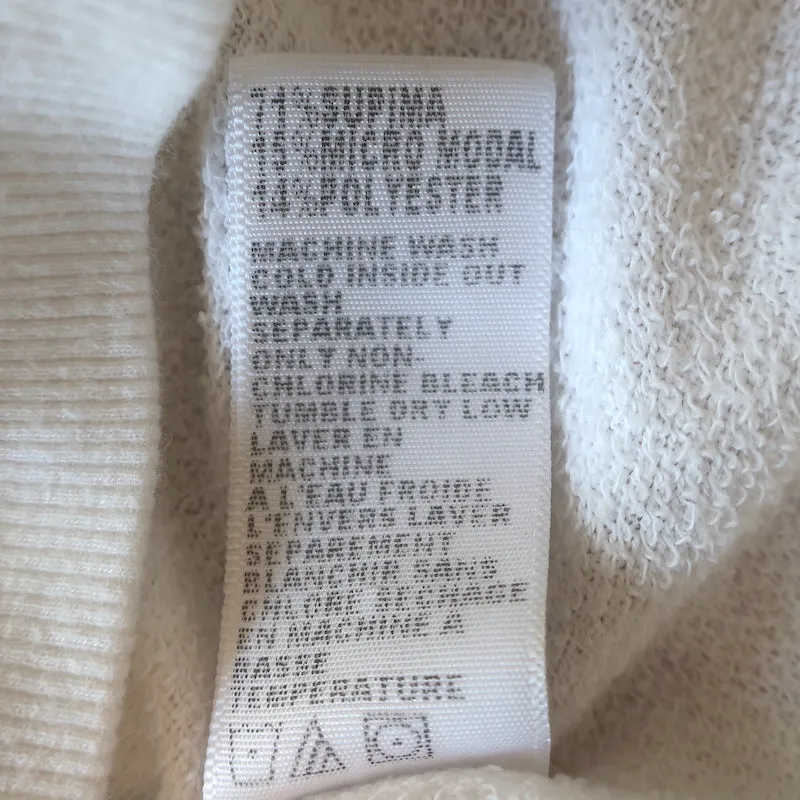 71%SUPIMA
15%MICRO MODAL
14%POLYESTER
MACHINE WASH
COLD INSIDE OUT
WASH
SEPARATELY
ONLY NON-
CHLORINE BLEACH
TUMBLE DRY LOW
LAVER EN
MACHINE
A L'EAU FROIDE
L'ENVERS LAVER
SEPAREMENT
BLANCHIR SANS
CHLORE SECHAGE
EN MACHINE A
BASSE
TEMPERATURE